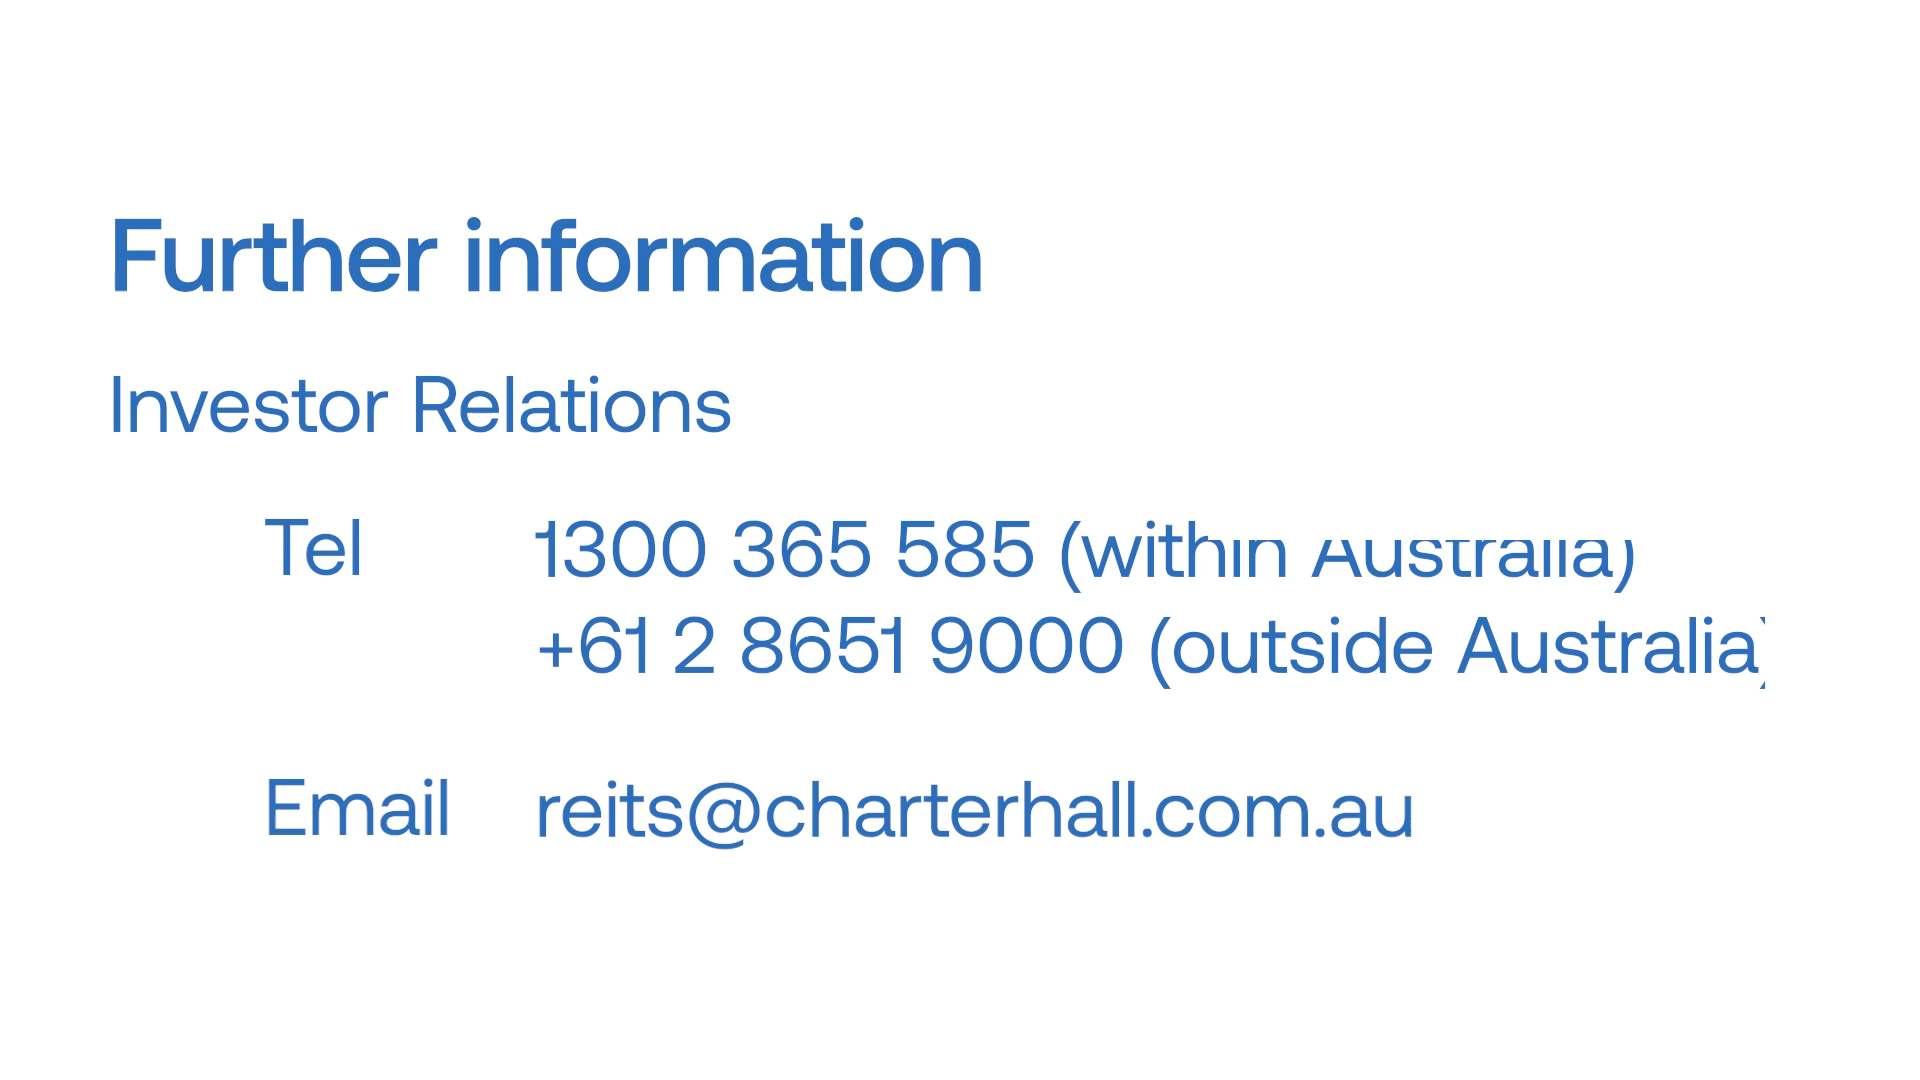 Further information
Investor Relations
Tel 1300 365 585 (within Australia)
+61 2 8651 9000 (outside Australia)
Email reits@charterhall.com.au